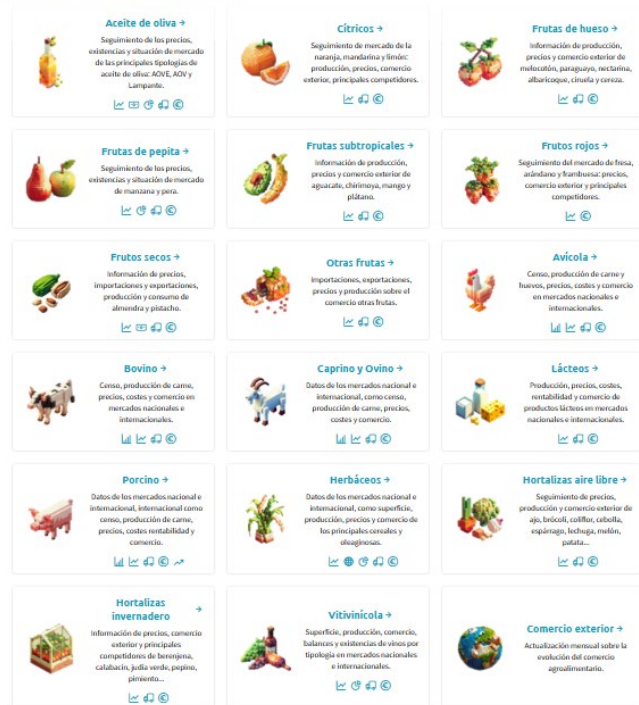 Aceite de oliva →
Seguimiento de los precios,
existencias y situación de mercado
de las principales tipologías de
aceite de oliva: AOVE, AOV y
Lampante.
Cítricos →
Seguimiento de mercado de la
naranja, mandarina y limón:
producción, precios, comercio
exterior, principales competidores.
Frutas de hueso →
Información de producción,
precios y comercio exterior de
melocotón, paraguayo, nectarina,
albaricoque, ciruela y cereza.
Frutas de pepita →
Seguimiento de los precios,
existencias y situación de mercado
de manzana y pera.
Frutas subtropicales →
Información de producción,
precios y comercio exterior de
aguacate, chirimoya, mango y
plátano.
Frutos rojos →
Seguimiento del mercado de fresa,
arándano y frambuesa: precios,
comercio exterior y principales
competidores.
Frutos secos →
Información de precios,
importaciones y exportaciones,
producción y consumo de
almendra y pistacho.
Otras frutas →
Importaciones, exportaciones,
precios y producción sobre el
comercio otras frutas.
Avícola →
Censo, producción de carne y
huevos, precios, costes y comercio
en mercados nacionales e
internacionales.
Bovino →
Censo, producción de carne,
precios, costes y comercio en
mercados nacionales e
internacionales.
Caprino y Ovino →
Datos de los mercados nacional e
internacional, como censo,
producción de carne, precios,
costes y comercio.
Lácteos →
Producción, precios, costes,
rentabilidad y comercio de
productos lácteos en mercados
nacionales e internacionales.
Porcino →
Datos de los mercados nacional e
internacional, internacional como
censo, producción de carne,
precios, costes rentabilidad y
comercio.
Herbáceos →
Datos de los mercados nacional e
internacional, como superficie,
producción, precios y comercio de
los principales cereales y
oleaginosas.
Hortalizas aire libre →
Seguimiento de precios,
producción y comercio exterior de
ajo, brócoli, coliflor, cebolla,
espárrago, lechuga, melón,
patata...
Hortalizas
invernadero →
Información de precios, comercio
exterior y principales
competidores de berenjena,
calabacín, judía verde, pepino,
pimiento...
Vitivinícola →
Superficie, producción, comercio,
balances y existencias de vinos por
tipología en mercados nacionales
e internacionales.
Comercio exterior →
Actualización mensual sobre la
evolución del comercio
agroalimentario.